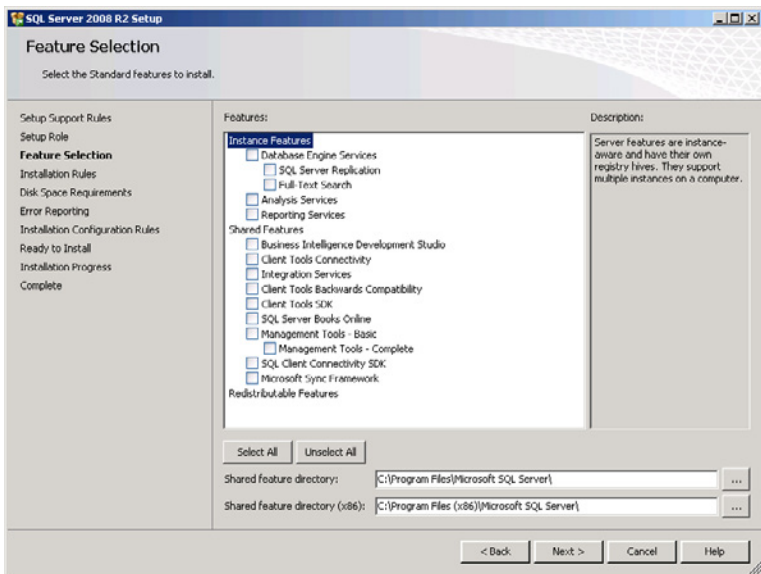 SQL Server 2008 R2 Setup
Feature Selection
Select the Standard features to install.
Setup Support Rules
Setup Role
Feature Selection
Installation Rules
Disk Space Requirements
Error Reporting
Installation Configuration Rules
Ready to Install
Installation Progress
Complete
Features:
Instance Features
Database Engine Services
SQL Server Replication
Full-Text Search
Analysis Services
Reporting Services
Shared Features
Business Intelligence Development Studio
Client Tools Connectivity
Integration Services
Client Tools Backwards Compatibility
Client Tools SDK
SQL Server Books Online
Management Tools - Basic
Management Tools - Complete
SQL Client Connectivity SDK
Microsoft Sync Framework
Redistributable Features
Description:
Server features are instance-
aware and have their own
registry hives. They support
multiple instances on a computer.
Select All
Unselect All
Shared feature directory:
C:\Program Files\Microsoft SQL Server\
...
Shared feature directory (x86):
C:\Program Files (x86)\Microsoft SQL Server\
...
< Back
Next >
Cancel
Help